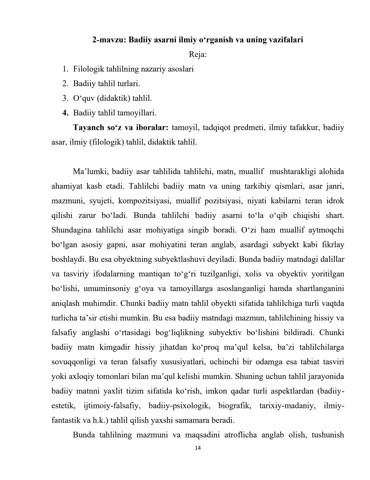 2-mavzu: Badiiy asarni ilmiy o‘rganish va uning vazifalari
Reja:
1. Filologik tahlilning nazariy asoslari
2. Badiiy tahlil turlari.
3. O‘quv (didaktik) tahlil.
4. Badiiy tahlil tamoyillari.
Tayanch so‘z va iboralar: tamoyil, tadqiqot predmeti, ilmiy tafakkur, badiiy
asar, ilmiy (filologik) tahlil, didaktik tahlil.
Ma’lumki, badiiy asar tahlilida tahlilchi, matn, muallif mushtarakligi alohida
ahamiyat kasb etadi. Tahlilchi badiiy matn va uning tarkibiy qismlari, asar janri,
mazmuni, syujeti, kompozitsiyasi, muallif pozitsiyasi, niyati kabilarni teran idrok
qilishi zarur bo‘ladi. Bunda tahlilchi badiiy asarni to‘la o‘qib chiqishi shart.
Shundagina tahlilchi asar mohiyatiga singib boradi. O‘zi ham muallif aytmoqchi
bo‘lgan asosiy gapni, asar mohiyatini teran anglab, asardagi subyekt kabi fikrlay
boshlaydi. Bu esa obyektning subyektlashuvi deyiladi. Bunda badiiy matndagi dalillar
va tasviriy ifodalarning mantiqan to‘g‘ri tuzilganligi, xolis va obyektiv yoritilgan
bo‘lishi, umuminsoniy g‘oya va tamoyillarga asoslanganligi hamda shartlanganini
aniqlash muhimdir. Chunki badiiy matn tahlil obyekti sifatida tahlilchiga turli vaqtda
turlicha ta’sir etishi mumkin. Bu esa badiiy matndagi mazmun, tahlilchining hissiy va
falsafiy anglashi o‘rtasidagi bog‘liqlikning subyektiv bo‘lishini bildiradi. Chunki
badiiy matn kimgadir hissiy jihatdan ko‘proq ma’qul kelsa, ba’zi tahlilchilarga
sovuqqonligi va teran falsafiy xususiyatlari, uchinchi bir odamga esa tabiat tasviri
yoki axloqiy tomonlari bilan ma’qul kelishi mumkin. Shuning uchun tahlil jarayonida
badiiy matnni yaxlit tizim sifatida ko‘rish, imkon qadar turli aspektlardan (badiiy-
estetik, ijtimoiy-falsafiy, badiiy-psixologik, biografik, tarixiy-madaniy, ilmiy-
fantastik va h.k.) tahlil qilish yaxshi samamara beradi.
Bunda tahlilning mazmuni va maqsadini atroflicha anglab olish, tushunish
14